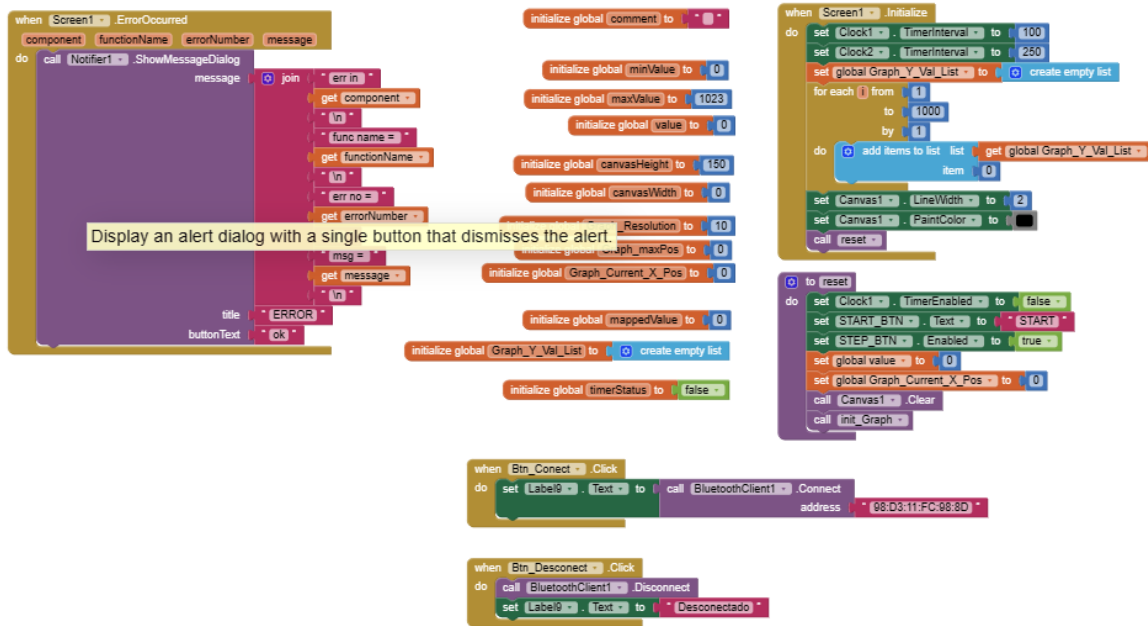 when Screen1 .ErrorOccurred
component functionName errorNumber message
do call Notifier1 .ShowMessageDialog
message join " err in "
get component
" \n "
" func name = "
get functionName
" \n "
" err no = "
get errorNumber
Display an alert dialog with a single button that dismisses the alert.
" msg = "
get message
" \n "
title " ERROR "
buttonText " ok "
initialize global comment to " "
initialize global minValue to 0
initialize global maxValue to 1023
initialize global value to 0
initialize global canvasHeight to 150
initialize global canvasWidth to 0
_Resolution to 10
initialize global Graph_maxPos to 0
initialize global Graph_Current_X_Pos to 0
initialize global mappedValue to 0
initialize global Graph_Y_Val_List to create empty list
initialize global timerStatus to false
when Screen1 .Initialize
do set Clock1 . TimerInterval to 100
set Clock2 . TimerInterval to 250
set global Graph_Y_Val_List to create empty list
for each i from 1
to 1000
by 1
do add items to list list get global Graph_Y_Val_List
item 0
set Canvas1 . LineWidth to 2
set Canvas1 . PaintColor to
call reset
to reset
do set Clock1 . TimerEnabled to false
set START_BTN . Text to " START "
set STEP_BTN . Enabled to true
set global value to 0
set global Graph_Current_X_Pos to 0
call Canvas1 .Clear
call init_Graph
when Btn_Conect .Click
do set Label9 . Text to call BluetoothClient1 .Connect
address " 98:D3:11:FC:98:8D "
when Btn_Desconect .Click
do call BluetoothClient1 .Disconnect
set Label9 . Text to " Desconectado "